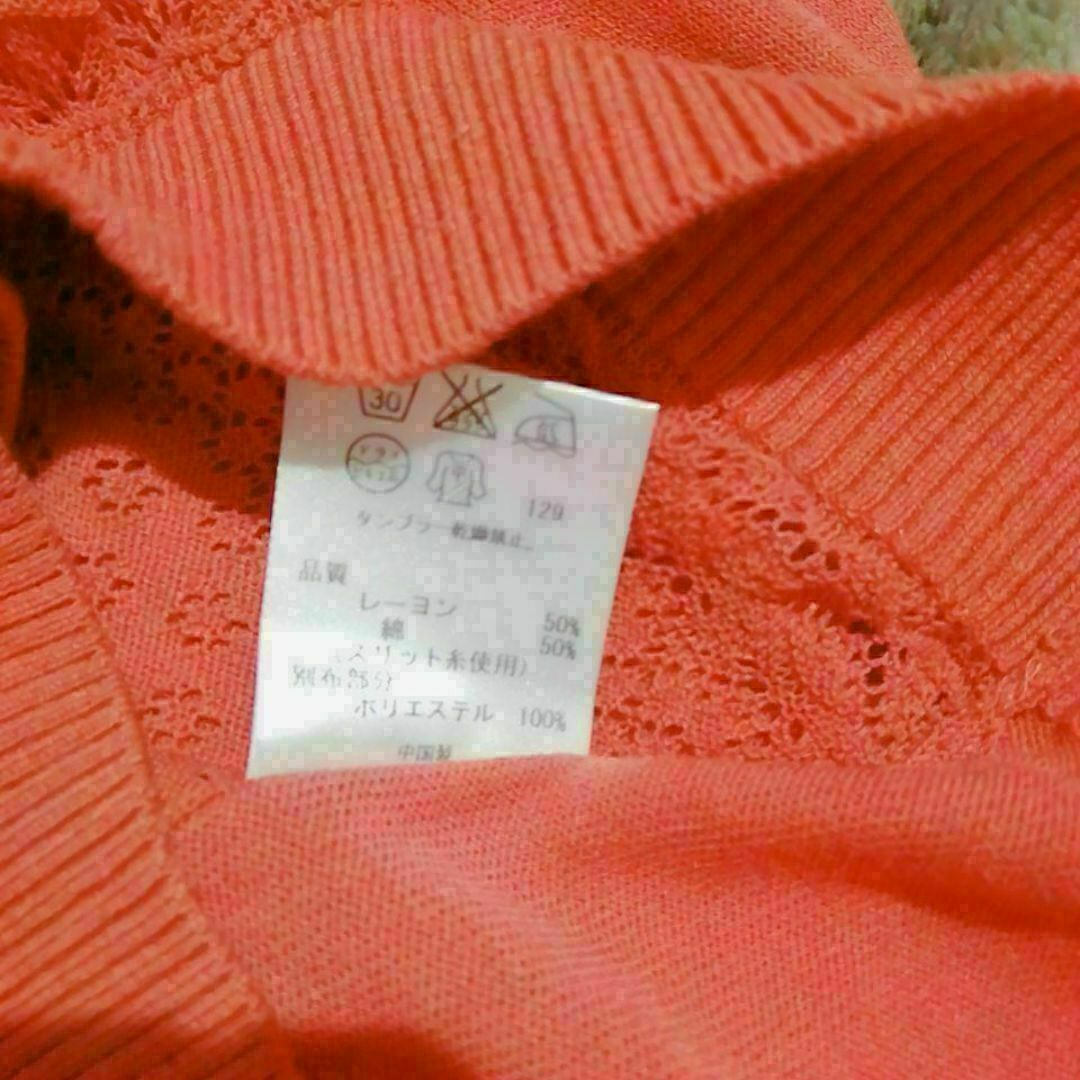 30
129
タンブラー乾燥禁止。
品質
レーヨン 50%
綿 50%
(スリット糸使用)
別布部分
ポリエステル 100%
中国製